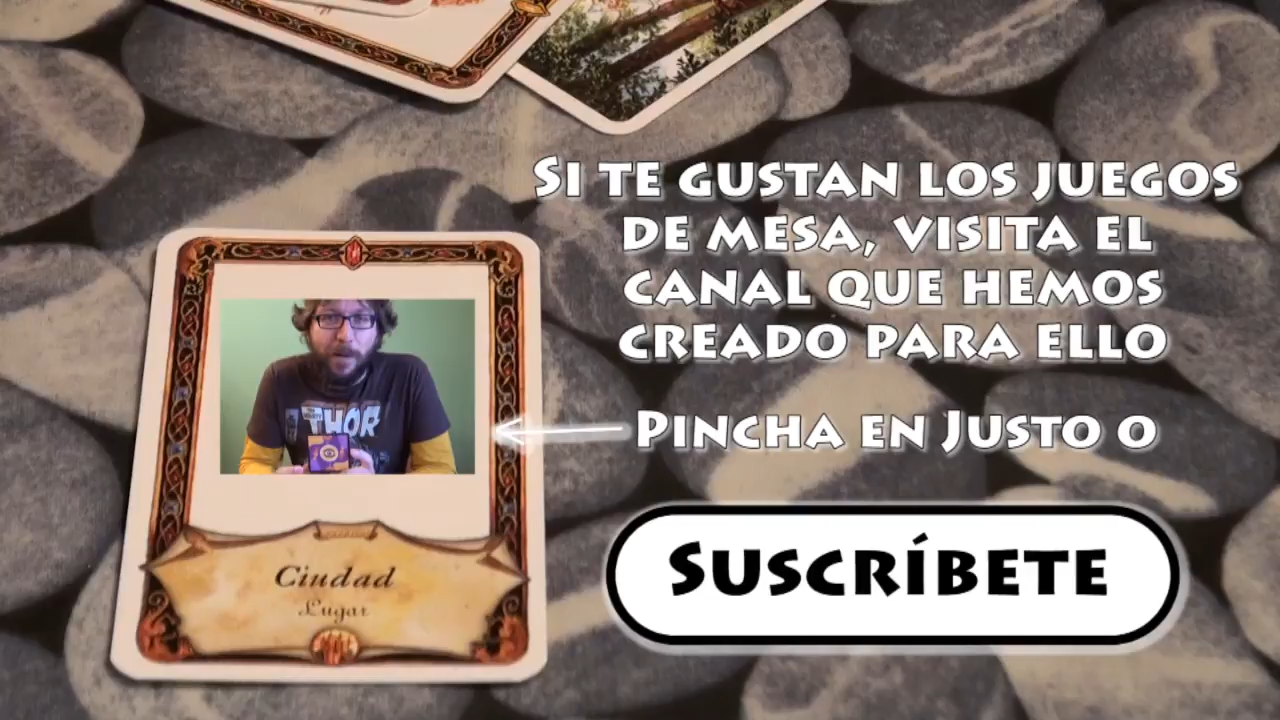 Si te gustan los juegos
de mesa, visita el
canal que hemos
creado para ello
Pincha en Justo o
Suscríbete
THOR
Ciudad
Lugar